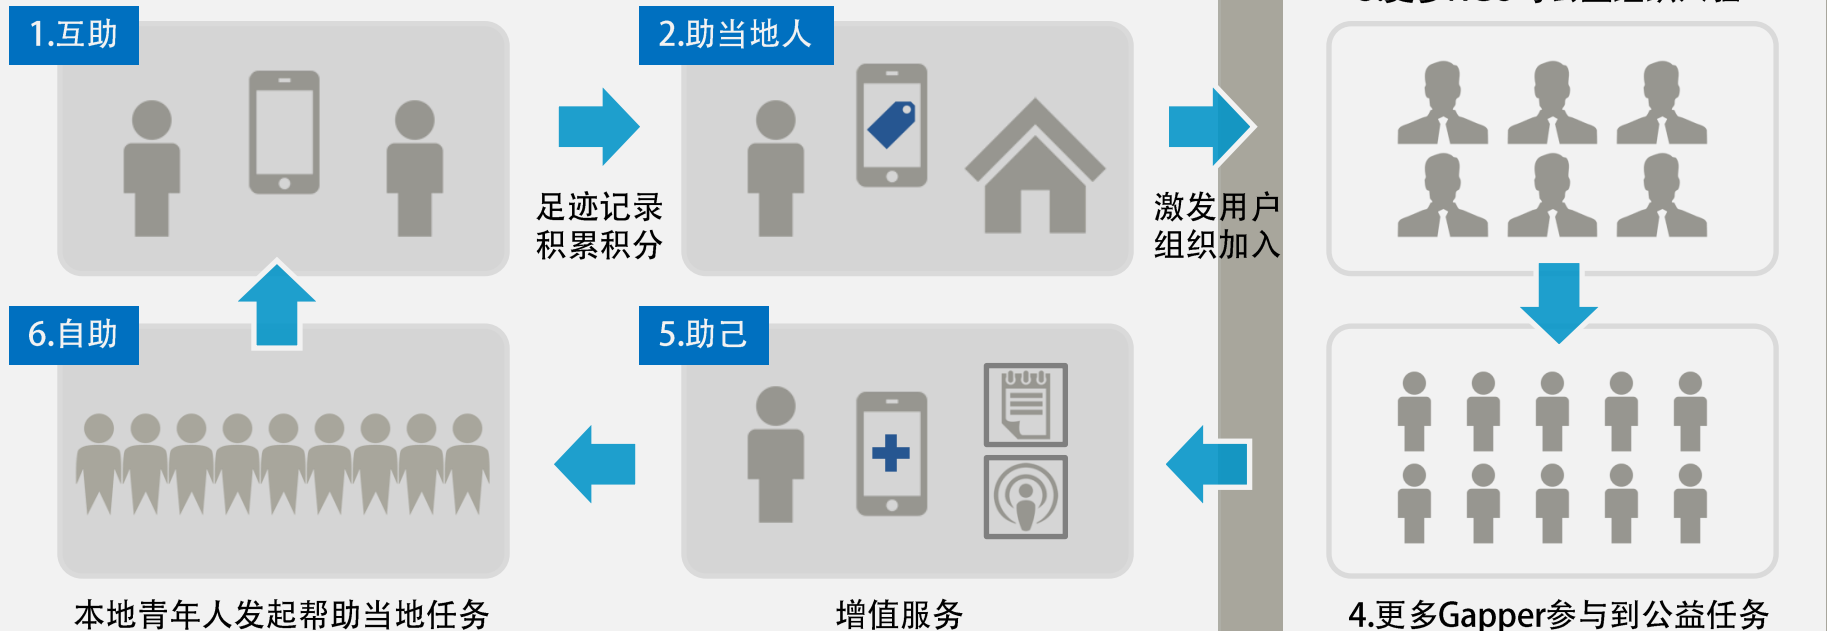 1.互助
2.助当地人
足迹记录
积累积分
激发用户
组织加入
6.自助
5.助己
本地青年人发起帮助当地任务
增值服务
4.更多Gapper参与到公益任务